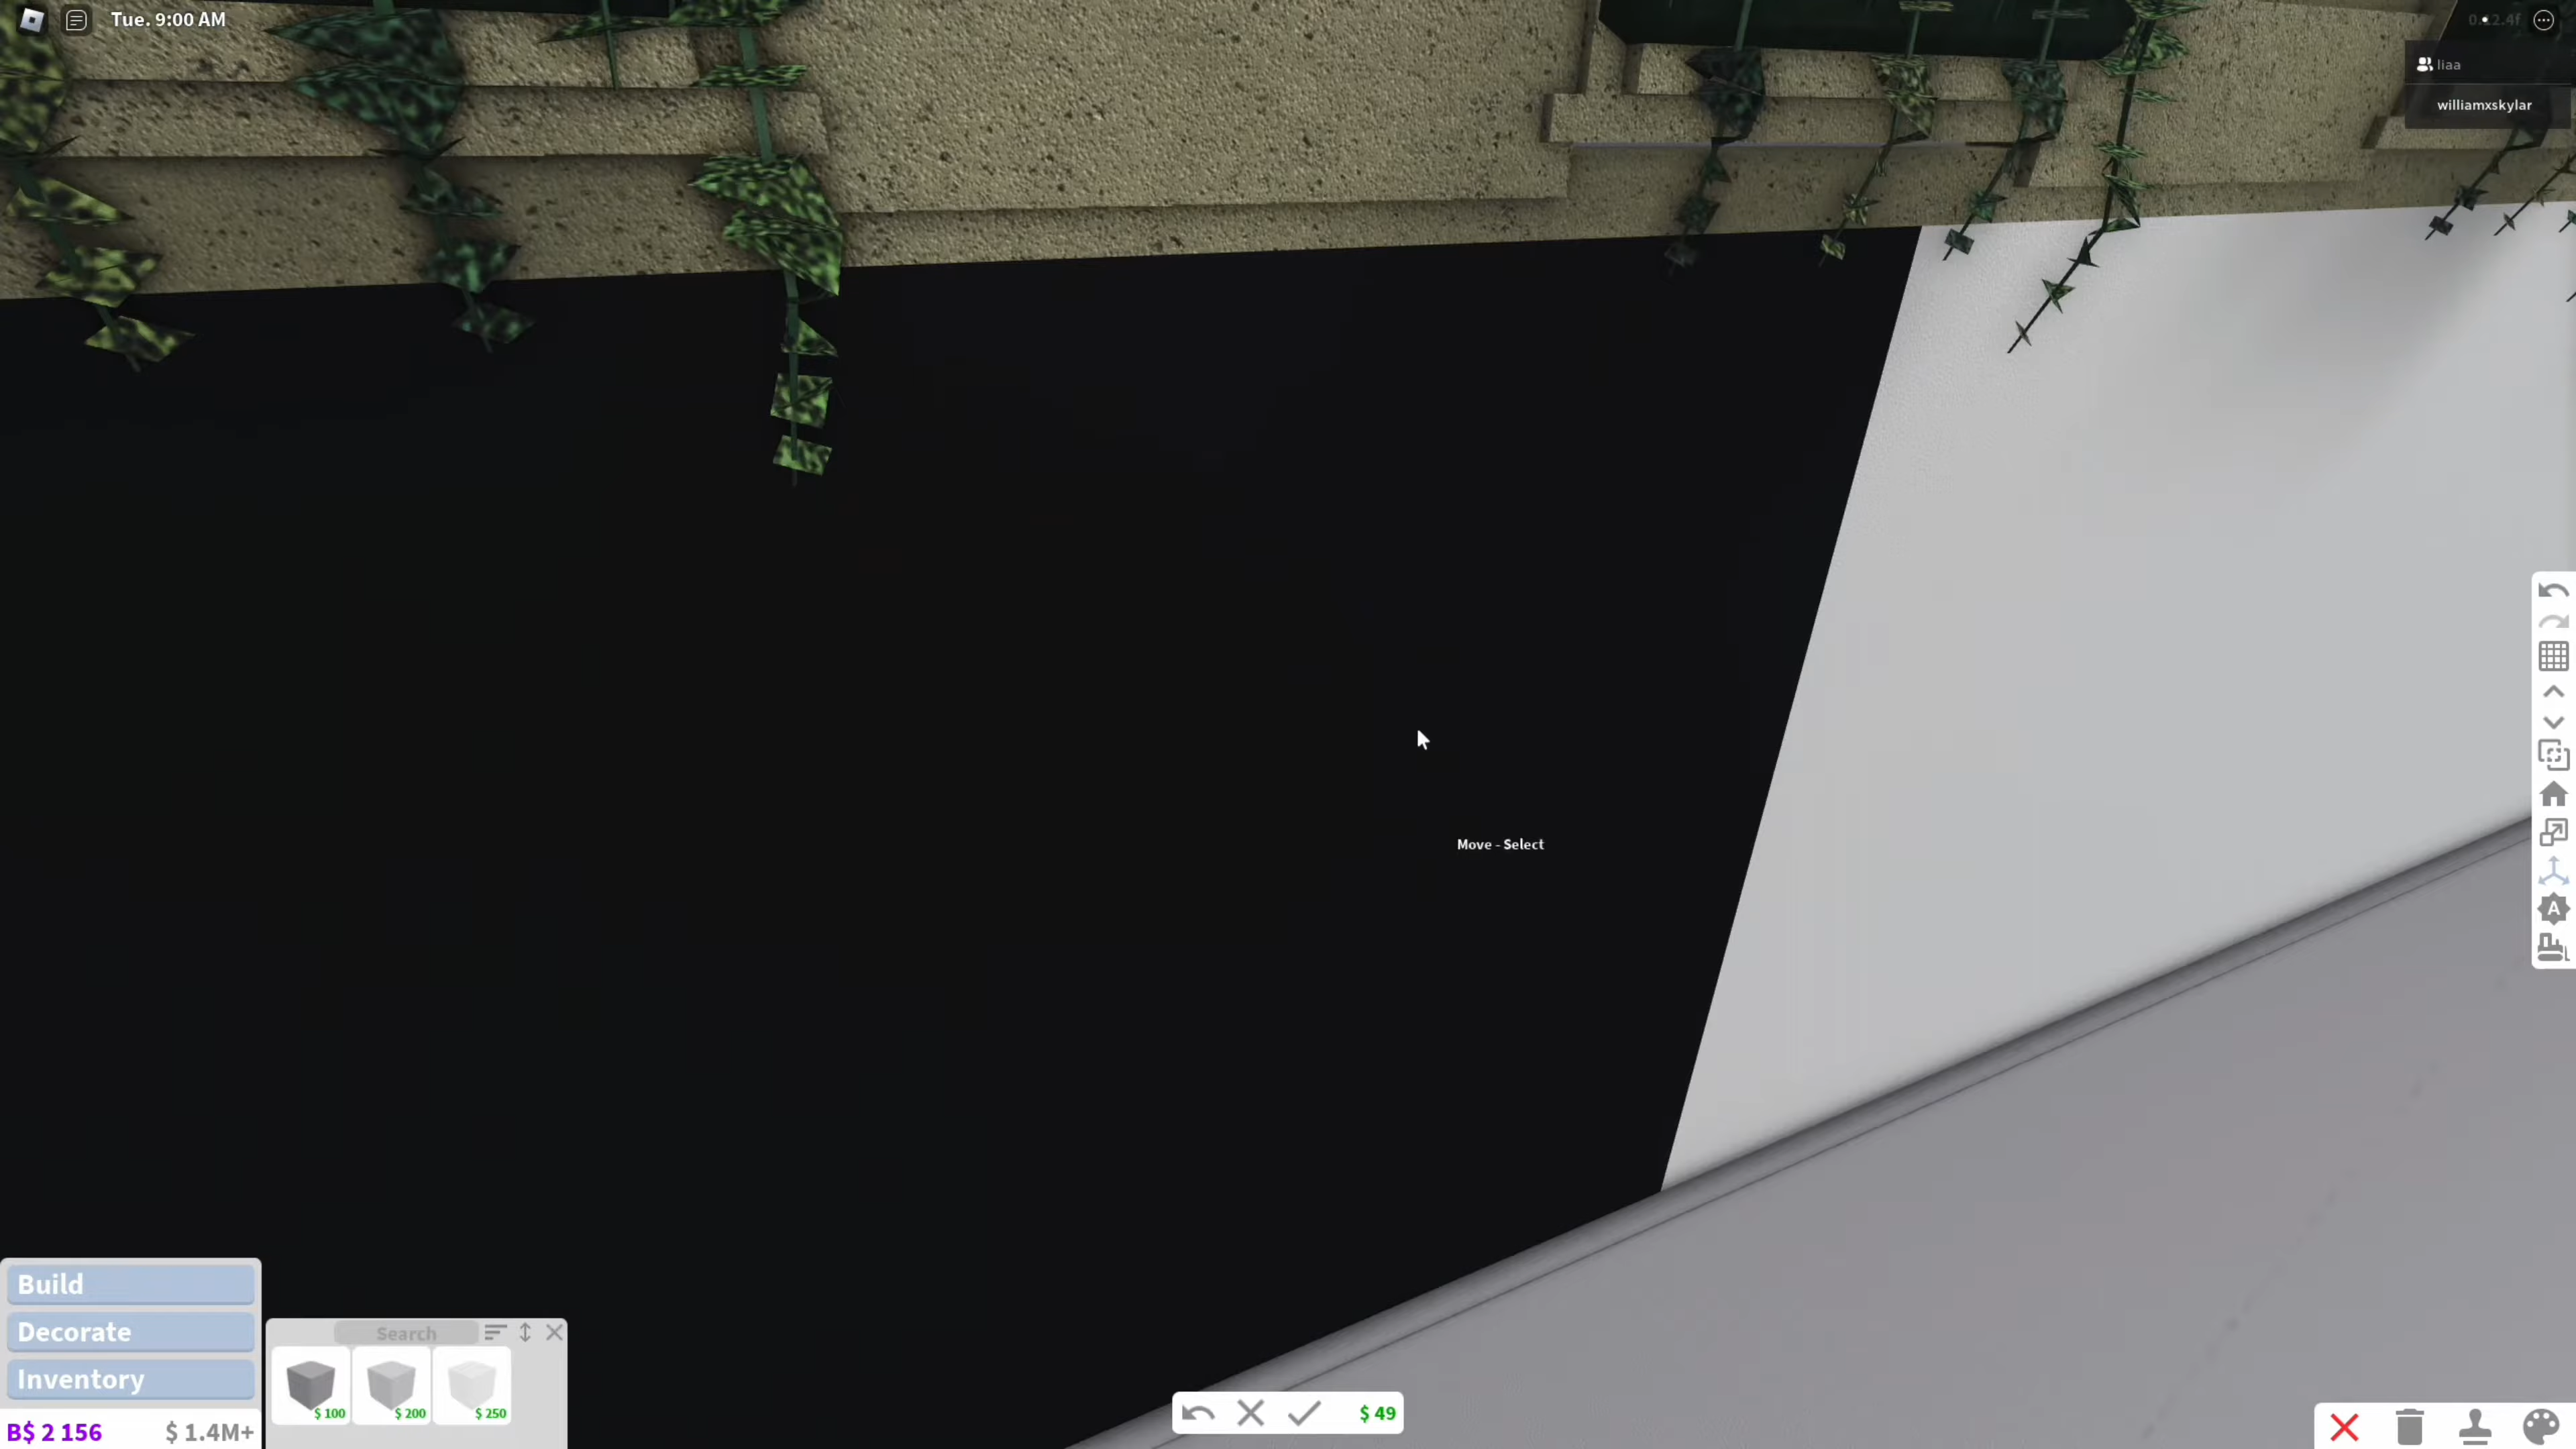 Tue. 9:00 AM
liaa
williamxskylar
Move - Select
A
Build
Decorate
Inventory
Search
$ 100
$ 200
$ 250
B$ 2 156
$ 1.4M+
$ 49